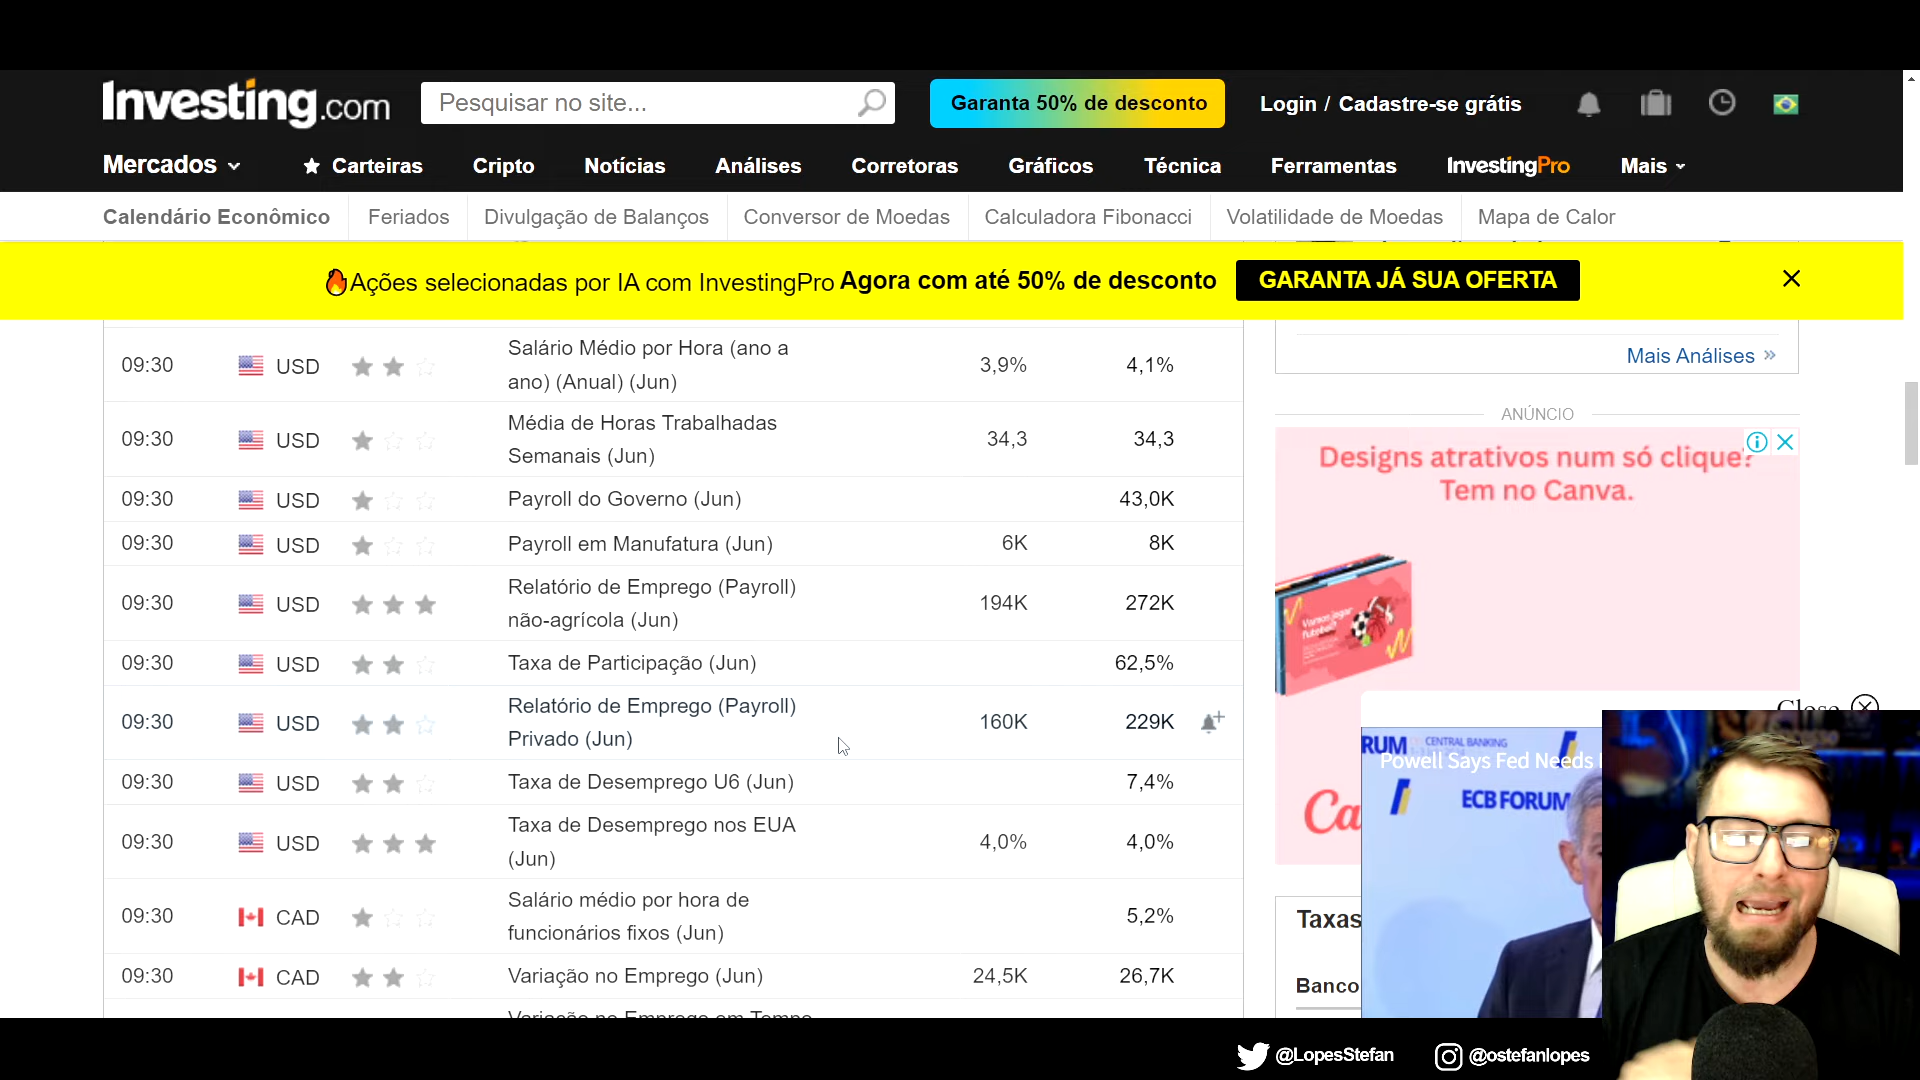 Investing.com
Pesquisar no site...
Garanta 50% de desconto
Login / Cadastre-se grátis
Mercados
Carteiras
Cripto
Notícias
Análises
Corretoras
Gráficos
Técnica
Ferramentas
InvestingPro
Mais
Calendário Econômico
Feriados
Divulgação de Balanços
Conversor de Moedas
Calculadora Fibonacci
Volatilidade de Moedas
Mapa de Calor
Ações selecionadas por IA com InvestingPro Agora com até 50% de desconto
GARANTA JÁ SUA OFERTA
09:30 USD Salário Médio por Hora (ano a 3,9% 4,1%
ano) (Anual) (Jun)
09:30 USD Média de Horas Trabalhadas 34,3 34,3
Semanais (Jun)
09:30 USD Payroll do Governo (Jun) 43,0K
09:30 USD Payroll em Manufatura (Jun) 6K 8K
09:30 USD Relatório de Emprego (Payroll) 194K 272K
não-agrícola (Jun)
09:30 USD Taxa de Participação (Jun) 62,5%
09:30 USD Relatório de Emprego (Payroll) 160K 229K
Privado (Jun)
09:30 USD Taxa de Desemprego U6 (Jun) 7,4%
09:30 USD Taxa de Desemprego nos EUA 4,0% 4,0%
(Jun)
09:30 CAD Salário médio por hora de 5,2%
funcionários fixos (Jun)
09:30 CAD Variação no Emprego (Jun) 24,5K 26,7K
Variação no Emprego em Tempo
Mais Análises »
ANÚNCIO
Designs atrativos num só clique?
Tem no Canva.
Vamos jogar
futebol?
Close
Ca
RUM CENTRAL BANKING
Powell Says Fed Needs
ECB FORUM
Taxas
Banco
@LopesStefan
@ostefanlopes